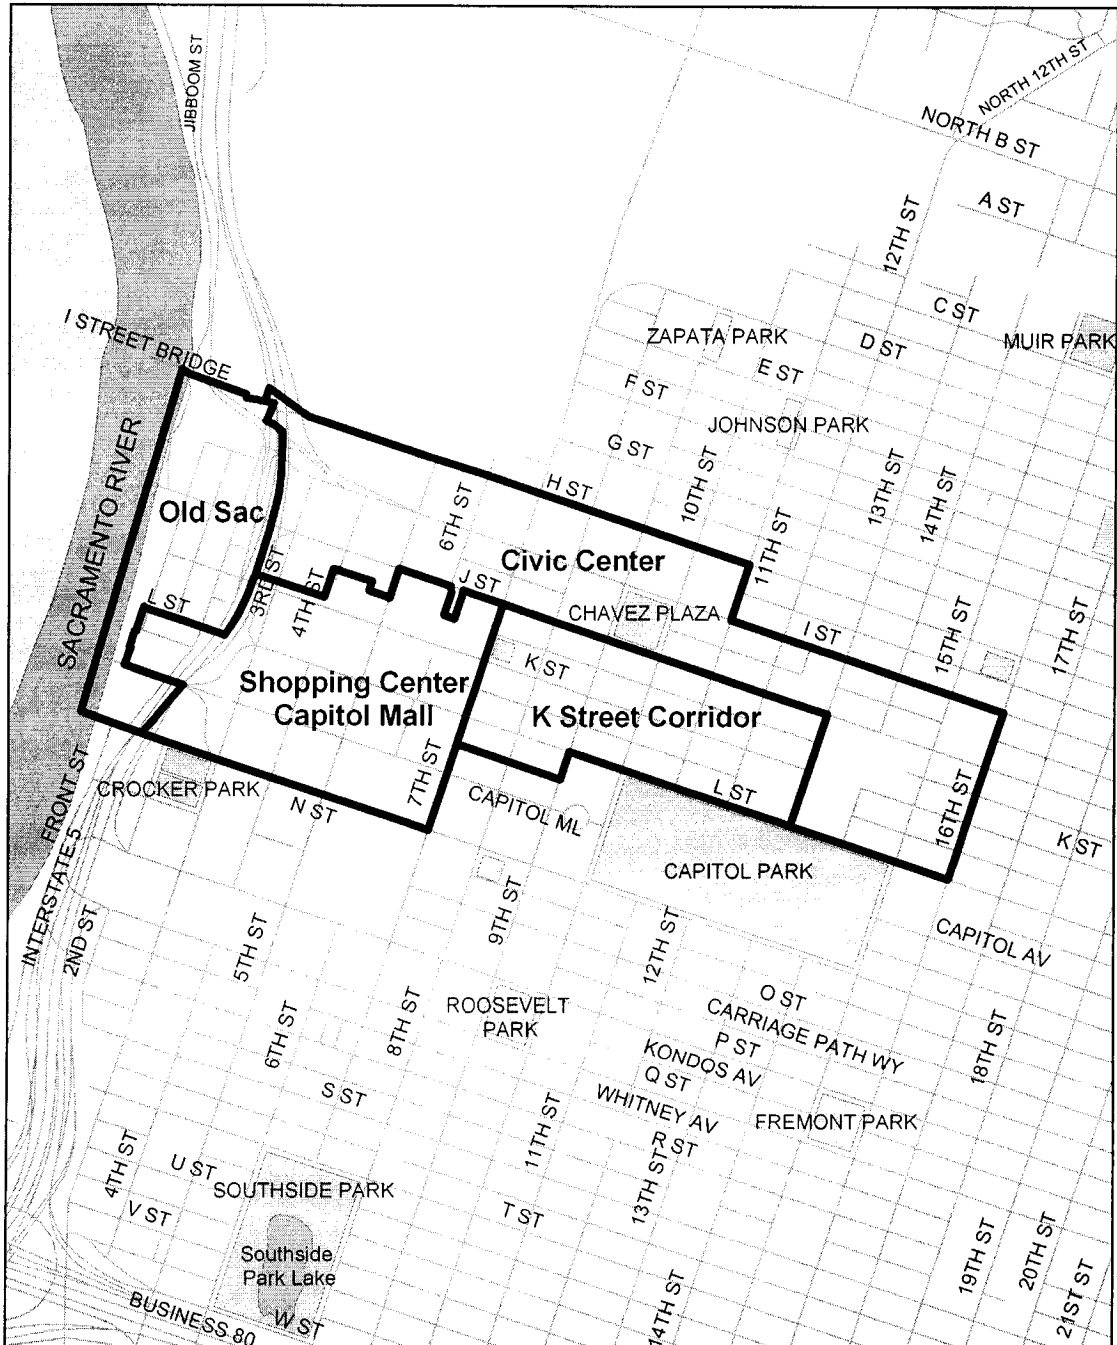 JIBBOOM ST
NORTH 12TH ST
NORTH B ST
A ST
12TH ST
C ST
I STREET BRIDGE
ZAPATA PARK
D ST
MUIR PARK
E ST
F ST
JOHNSON PARK
G ST
SACRAMENTO RIVER
H ST
10TH ST
13TH ST
14TH ST
6TH ST
Old Sac
11TH ST
Civic Center
3RD ST
J ST
4TH ST
L ST
CHAVEZ PLAZA
I ST
15TH ST
17TH ST
K ST
Shopping Center
Capitol Mall
K Street Corridor
7TH ST
FRONT ST
CROCKER PARK
N ST
CAPITOL ML
L ST
16TH ST
K ST
CAPITOL PARK
INTERSTATE 5
2ND ST
5TH ST
9TH ST
12TH ST
CAPITOL AV
6TH ST
8TH ST
ROOSEVELT
PARK
O ST
CARRIAGE PATH WY
P ST
KONDOS AV
Q ST
WHITNEY AV
18TH ST
S ST
11TH ST
R ST
FREMONT PARK
4TH ST
U ST
SOUTHSIDE PARK
13TH ST
V ST
T ST
Southside
Park Lake
19TH ST
20TH ST
21ST ST
BUSINESS 80
W ST
14TH ST